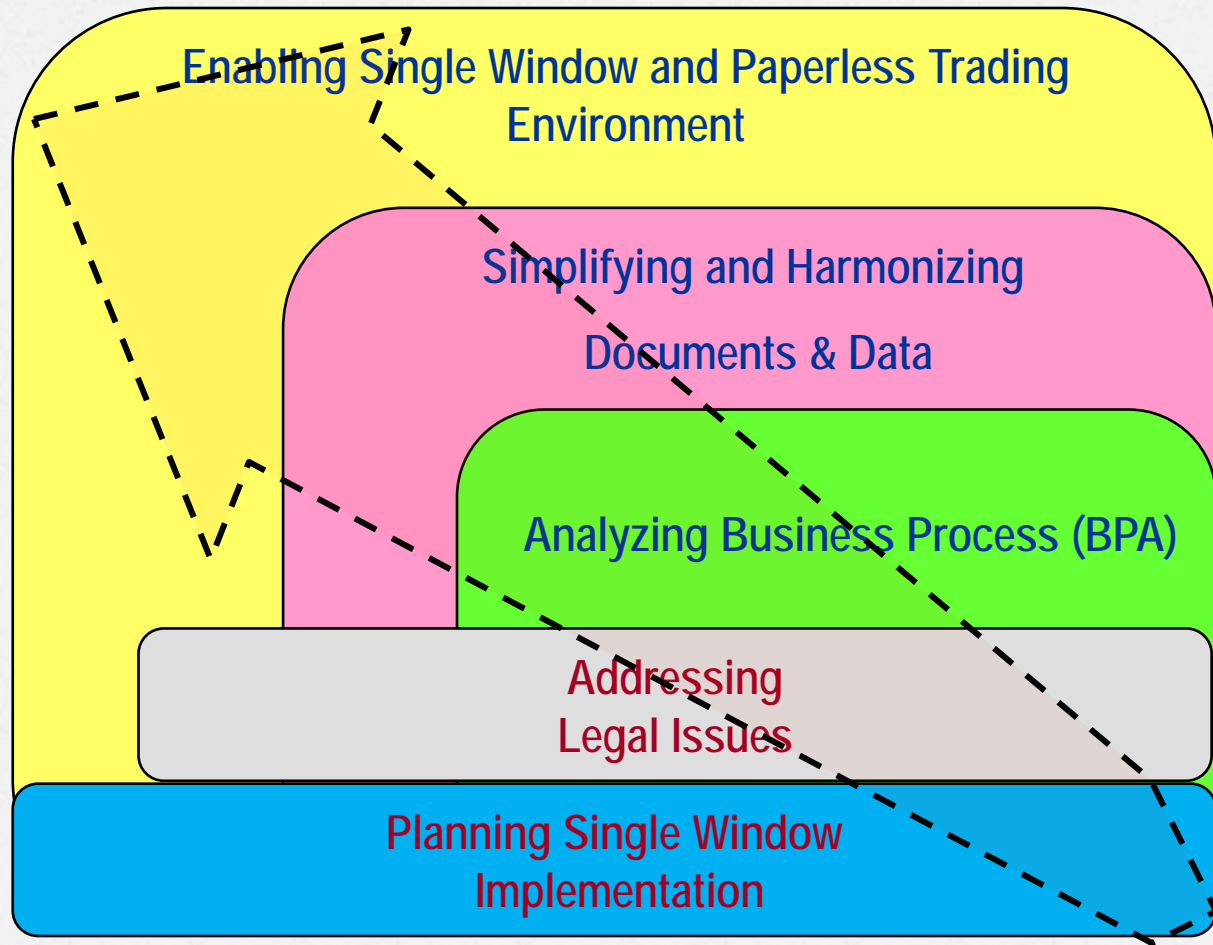 Enabling Single Window and Paperless Trading
Environment
Simplifying and Harmonizing
Documents & Data
Analyzing Business Process (BPA)
Addressing
Legal Issues
Planning Single Window
Implementation